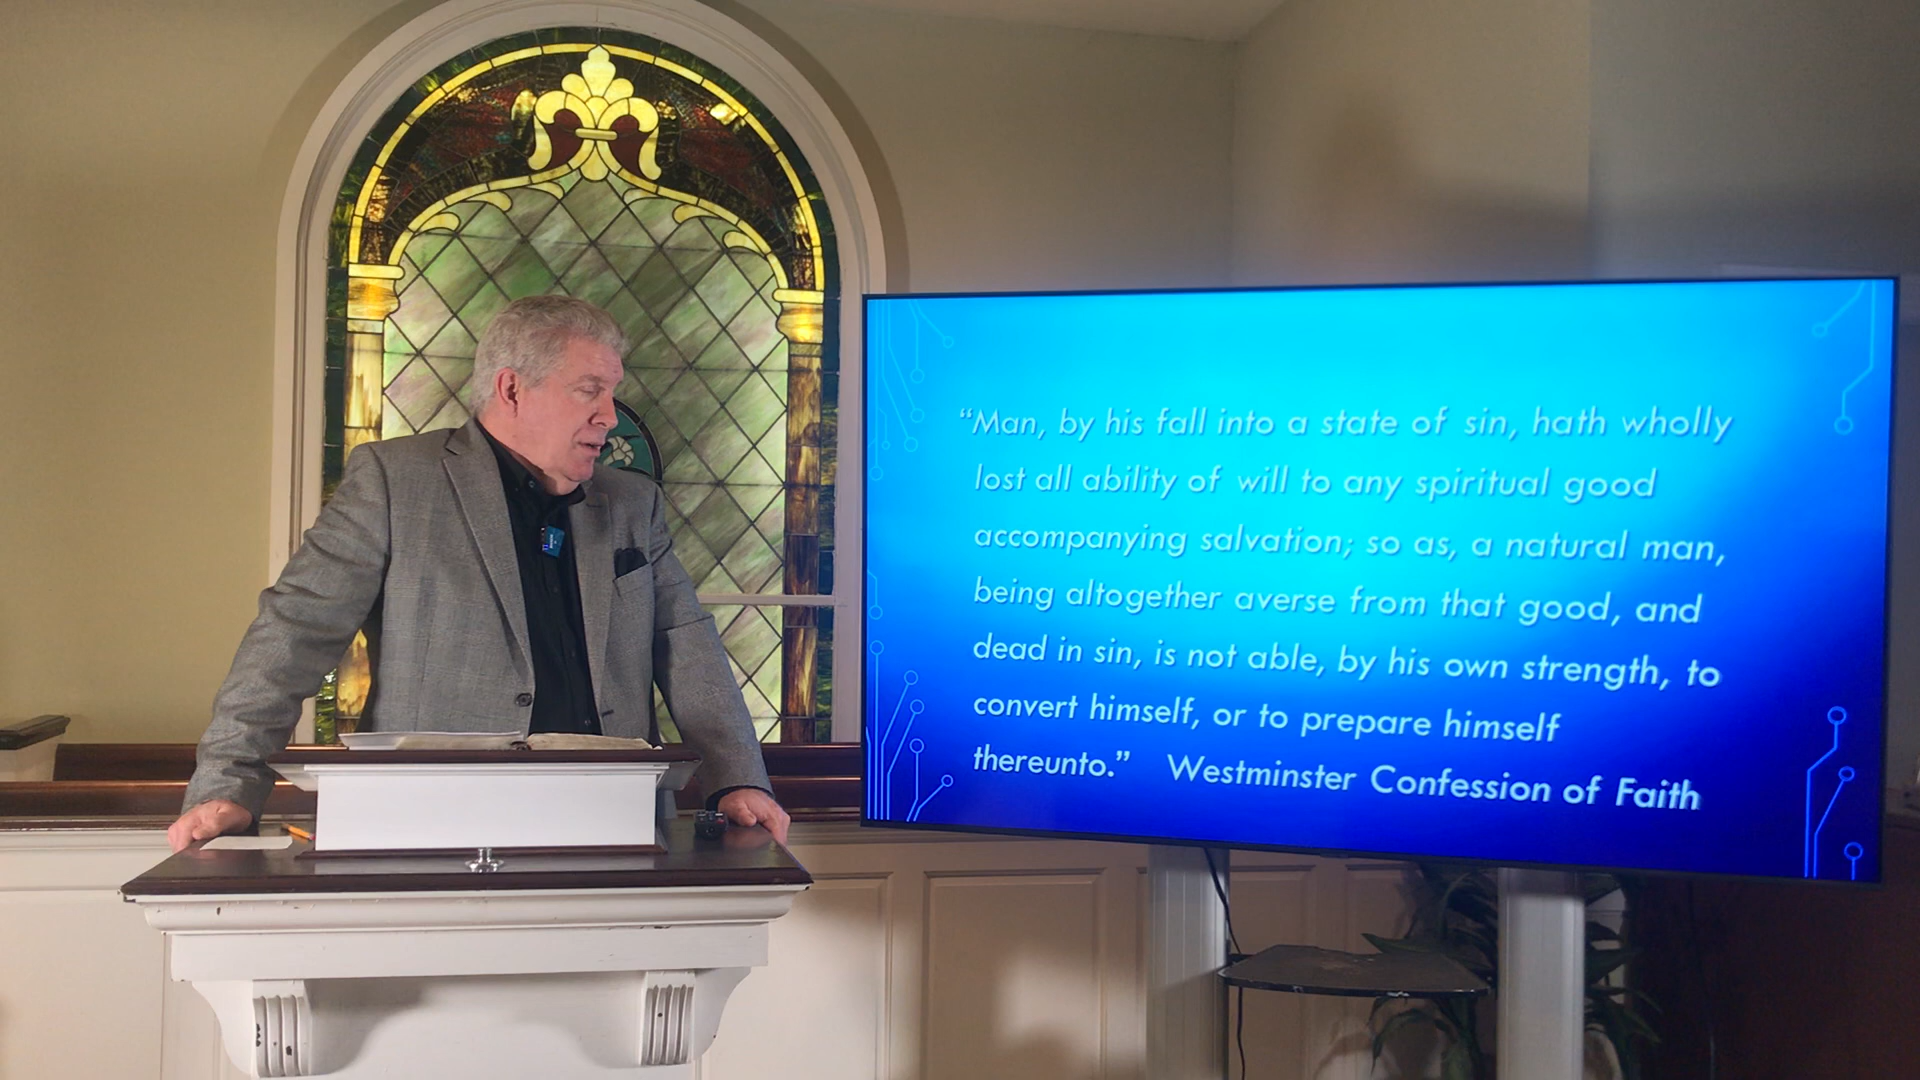 “Man, by his fall into a state of sin, hath wholly
lost all ability of will to any spiritual good
accompanying salvation; so as, a natural man,
being altogether averse from that good, and
dead in sin, is not able, by his own strength, to
convert himself, or to prepare himself
thereunto.” Westminster Confession of Faith